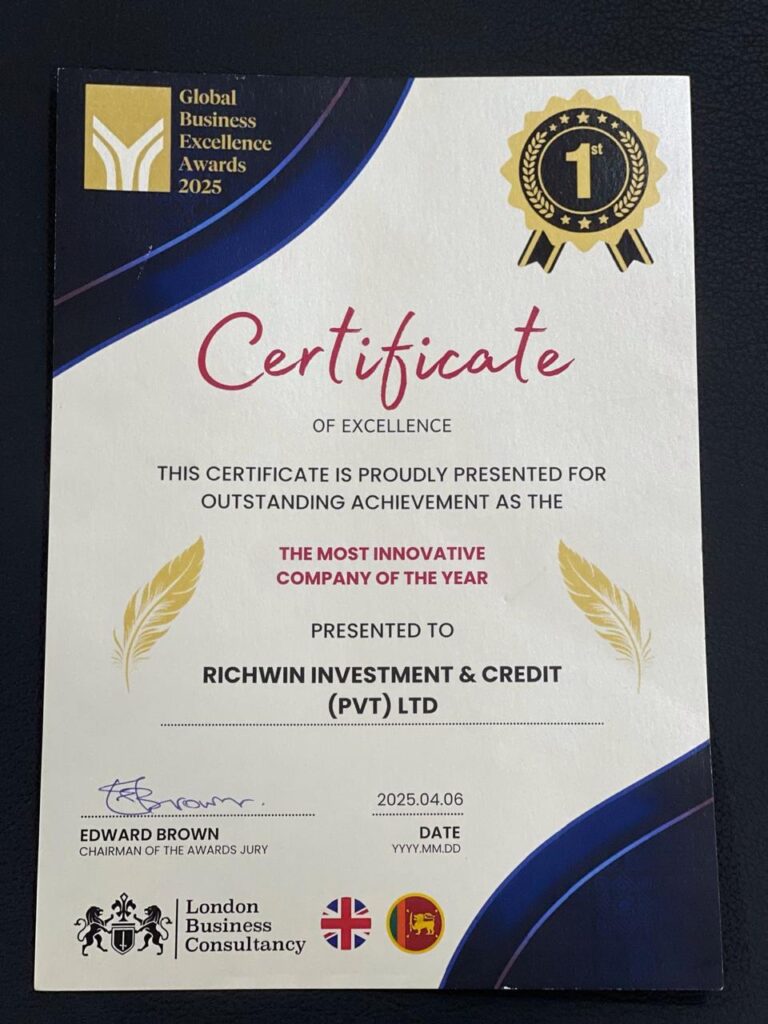 Global
Business
Excellence
Awards
2025
1st
Certificate
OF EXCELLENCE
THIS CERTIFICATE IS PROUDLY PRESENTED FOR
OUTSTANDING ACHIEVEMENT AS THE
THE MOST INNOVATIVE
COMPANY OF THE YEAR
PRESENTED TO
RICHWIN INVESTMENT & CREDIT
(PVT) LTD
EBrown.
2025.04.06
EDWARD BROWN
DATE
CHAIRMAN OF THE AWARDS JURY
YYYY.MM.DD
London
Business
Consultancy